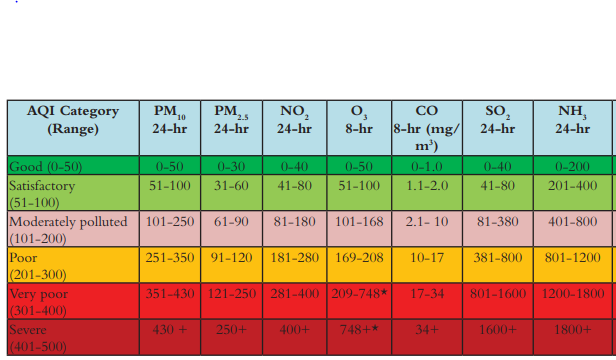 AQI Category (Range) PM10 24-hr PM2.5 24-hr NO2 24-hr O3 8-hr CO 8-hr (mg/m3) SO2 24-hr NH3 24-hr
Good (0-50) 0-50 0-30 0-40 0-50 0-1.0 0-40 0-200
Satisfactory (51-100) 51-100 31-60 41-80 51-100 1.1-2.0 41-80 201-400
Moderately polluted (101-200) 101-250 61-90 81-180 101-168 2.1- 10 81-380 401-800
Poor (201-300) 251-350 91-120 181-280 169-208 10-17 381-800 801-1200
Very poor (301-400) 351-430 121-250 281-400 209-748★ 17-34 801-1600 1200-1800
Severe (401-500) 430 + 250+ 400+ 748+★ 34+ 1600+ 1800+